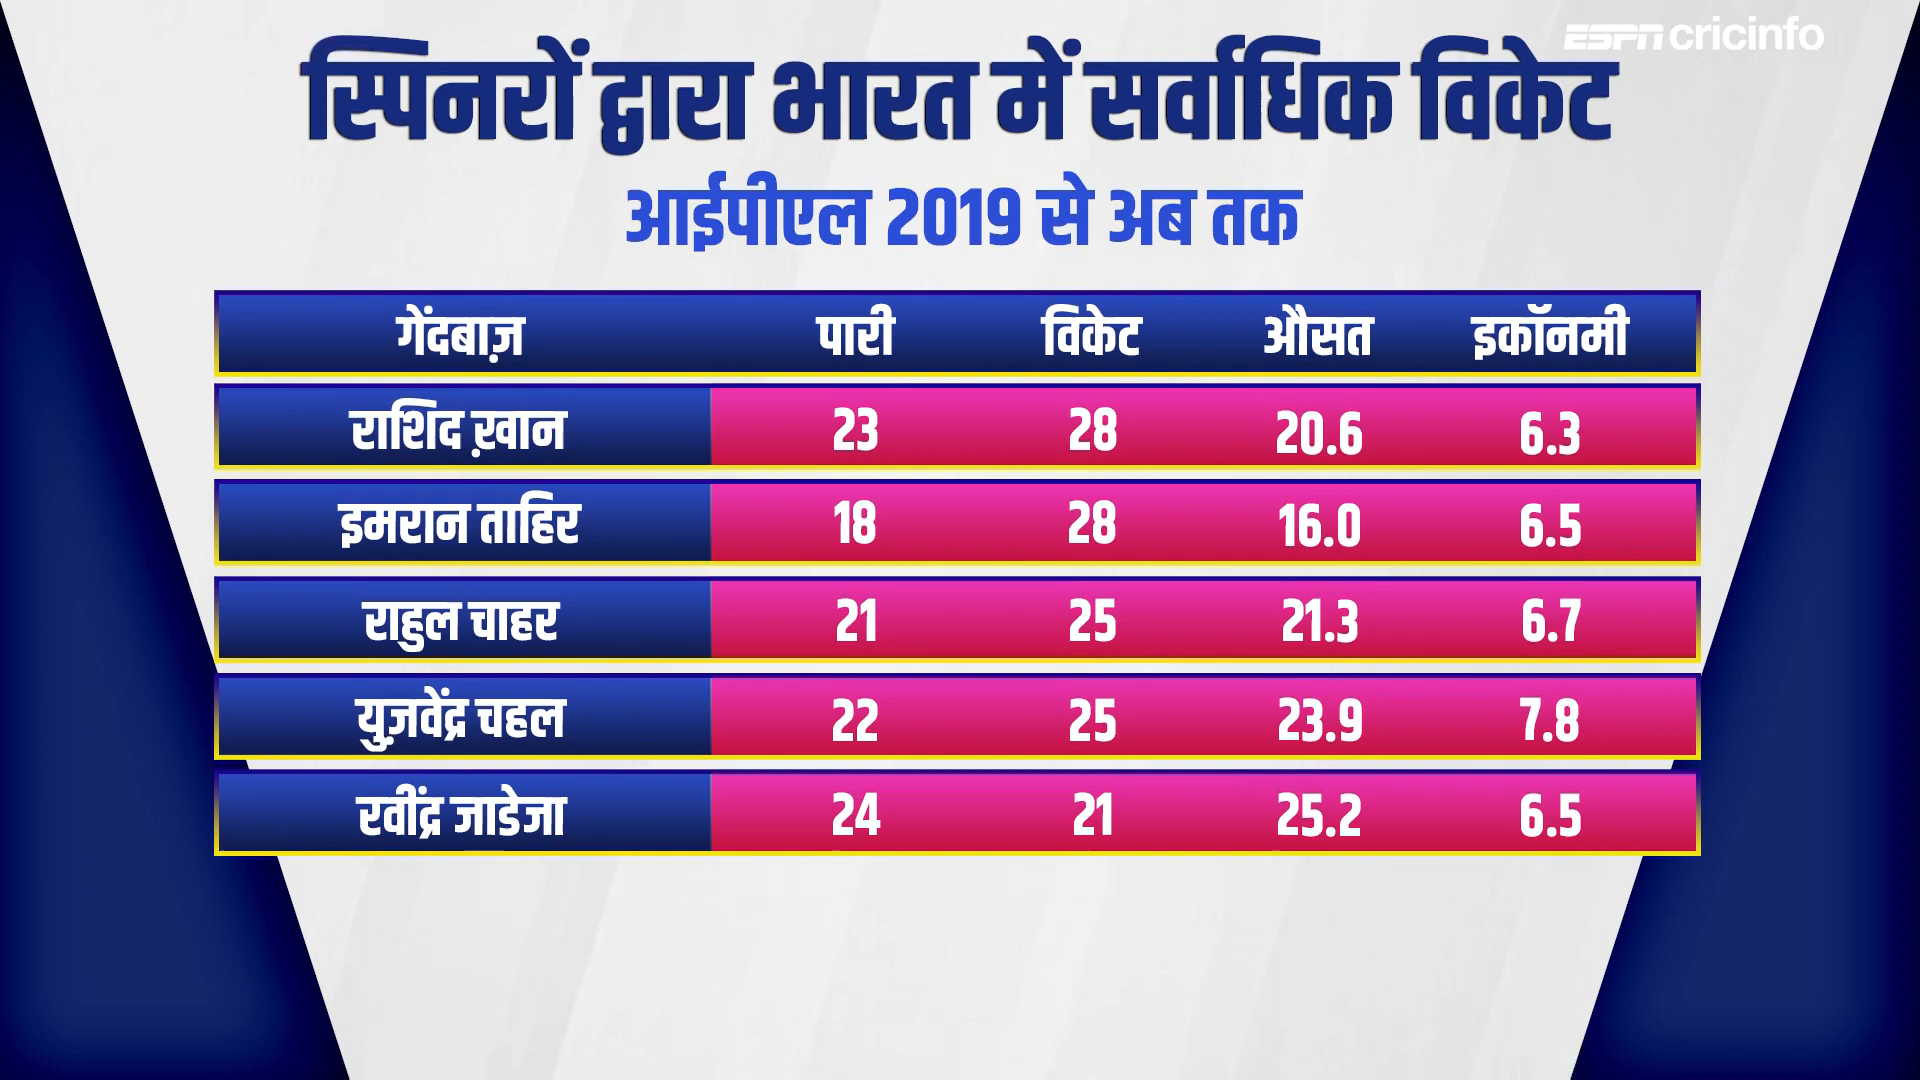 ESPN cricinfo
स्पिनरों द्वारा भारत में सर्वाधिक विकेट
आईपीएल 2019 से अब तक
गेंदबाज़ पारी विकेट औसत इकॉनमी
राशिद ख़ान 23 28 20.6 6.3
इमरान ताहिर 18 28 16.0 6.5
राहुल चाहर 21 25 21.3 6.7
युज़वेंद्र चहल 22 25 23.9 7.8
रवींद्र जाडेजा 24 21 25.2 6.5